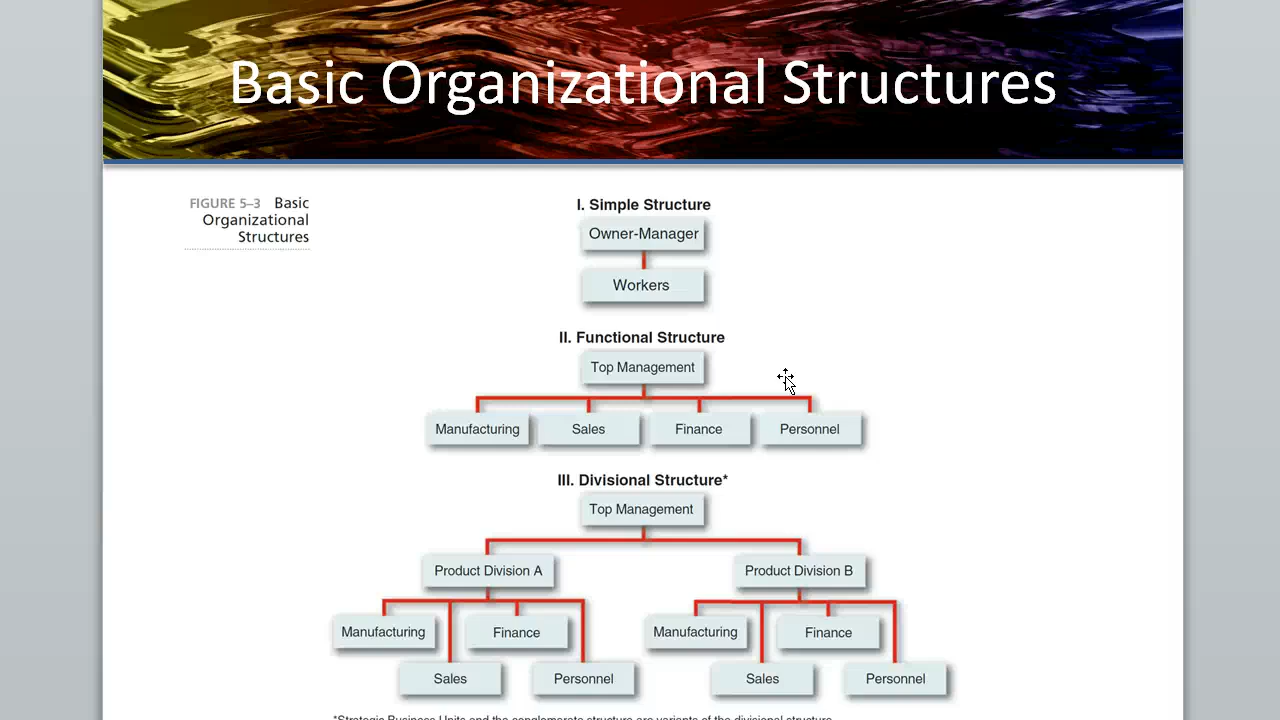 Basic Organizational Structures
FIGURE 5–3 Basic
Organizational
Structures
I. Simple Structure
Owner-Manager
Workers
II. Functional Structure
Top Management
Manufacturing Sales Finance Personnel
III. Divisional Structure*
Top Management
Product Division A Product Division B
Manufacturing Finance Manufacturing Finance
Sales Personnel Sales Personnel
*Strategic Business Units and the conglomerate structure are variants of the divisional structure.